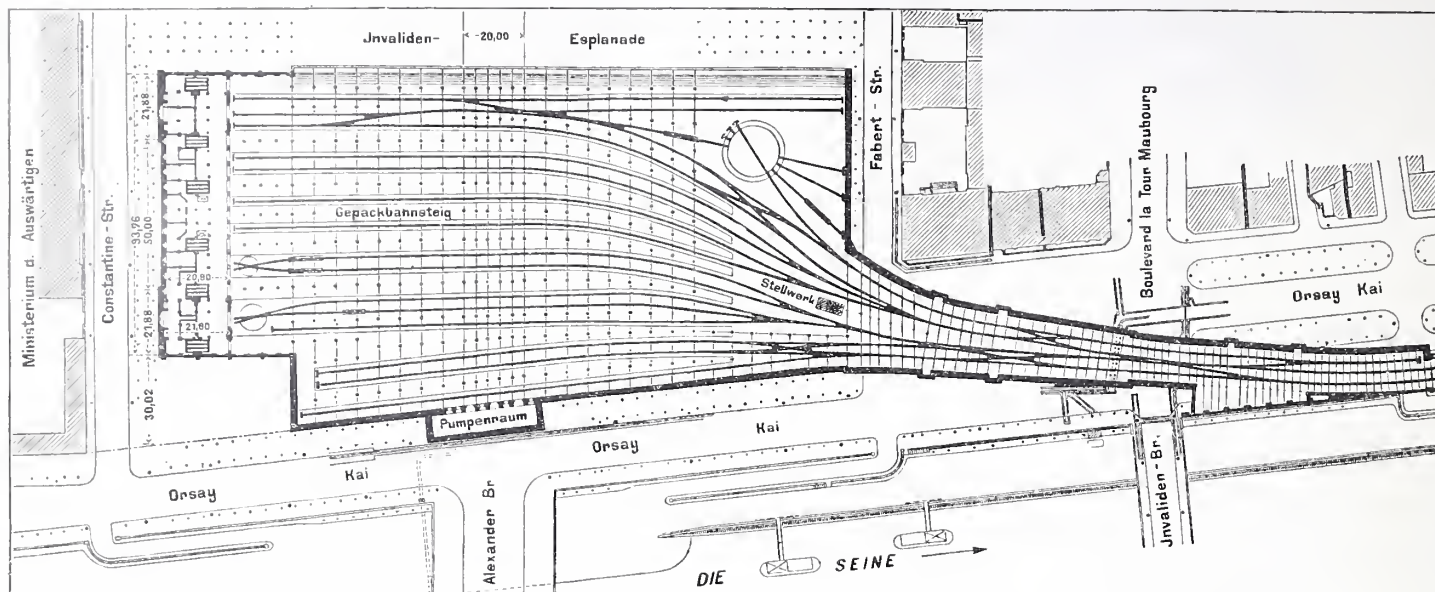 Jnvaliden-
20,00
Esplanade
Ministerium d. Auswärtigen
Constantine-Str.
21,88
93,76
50,00
21,88
30,02
20,80
21,60
Gepäckbahnsteig
Stellwerk
Pumpenraum
Fabert-Str.
Boulevard la Tour Maubourg
Orsay Kai
Orsay
Kai
Orsay
Kai
Alexander Br
Jnvaliden-Br.
DIE SEINE